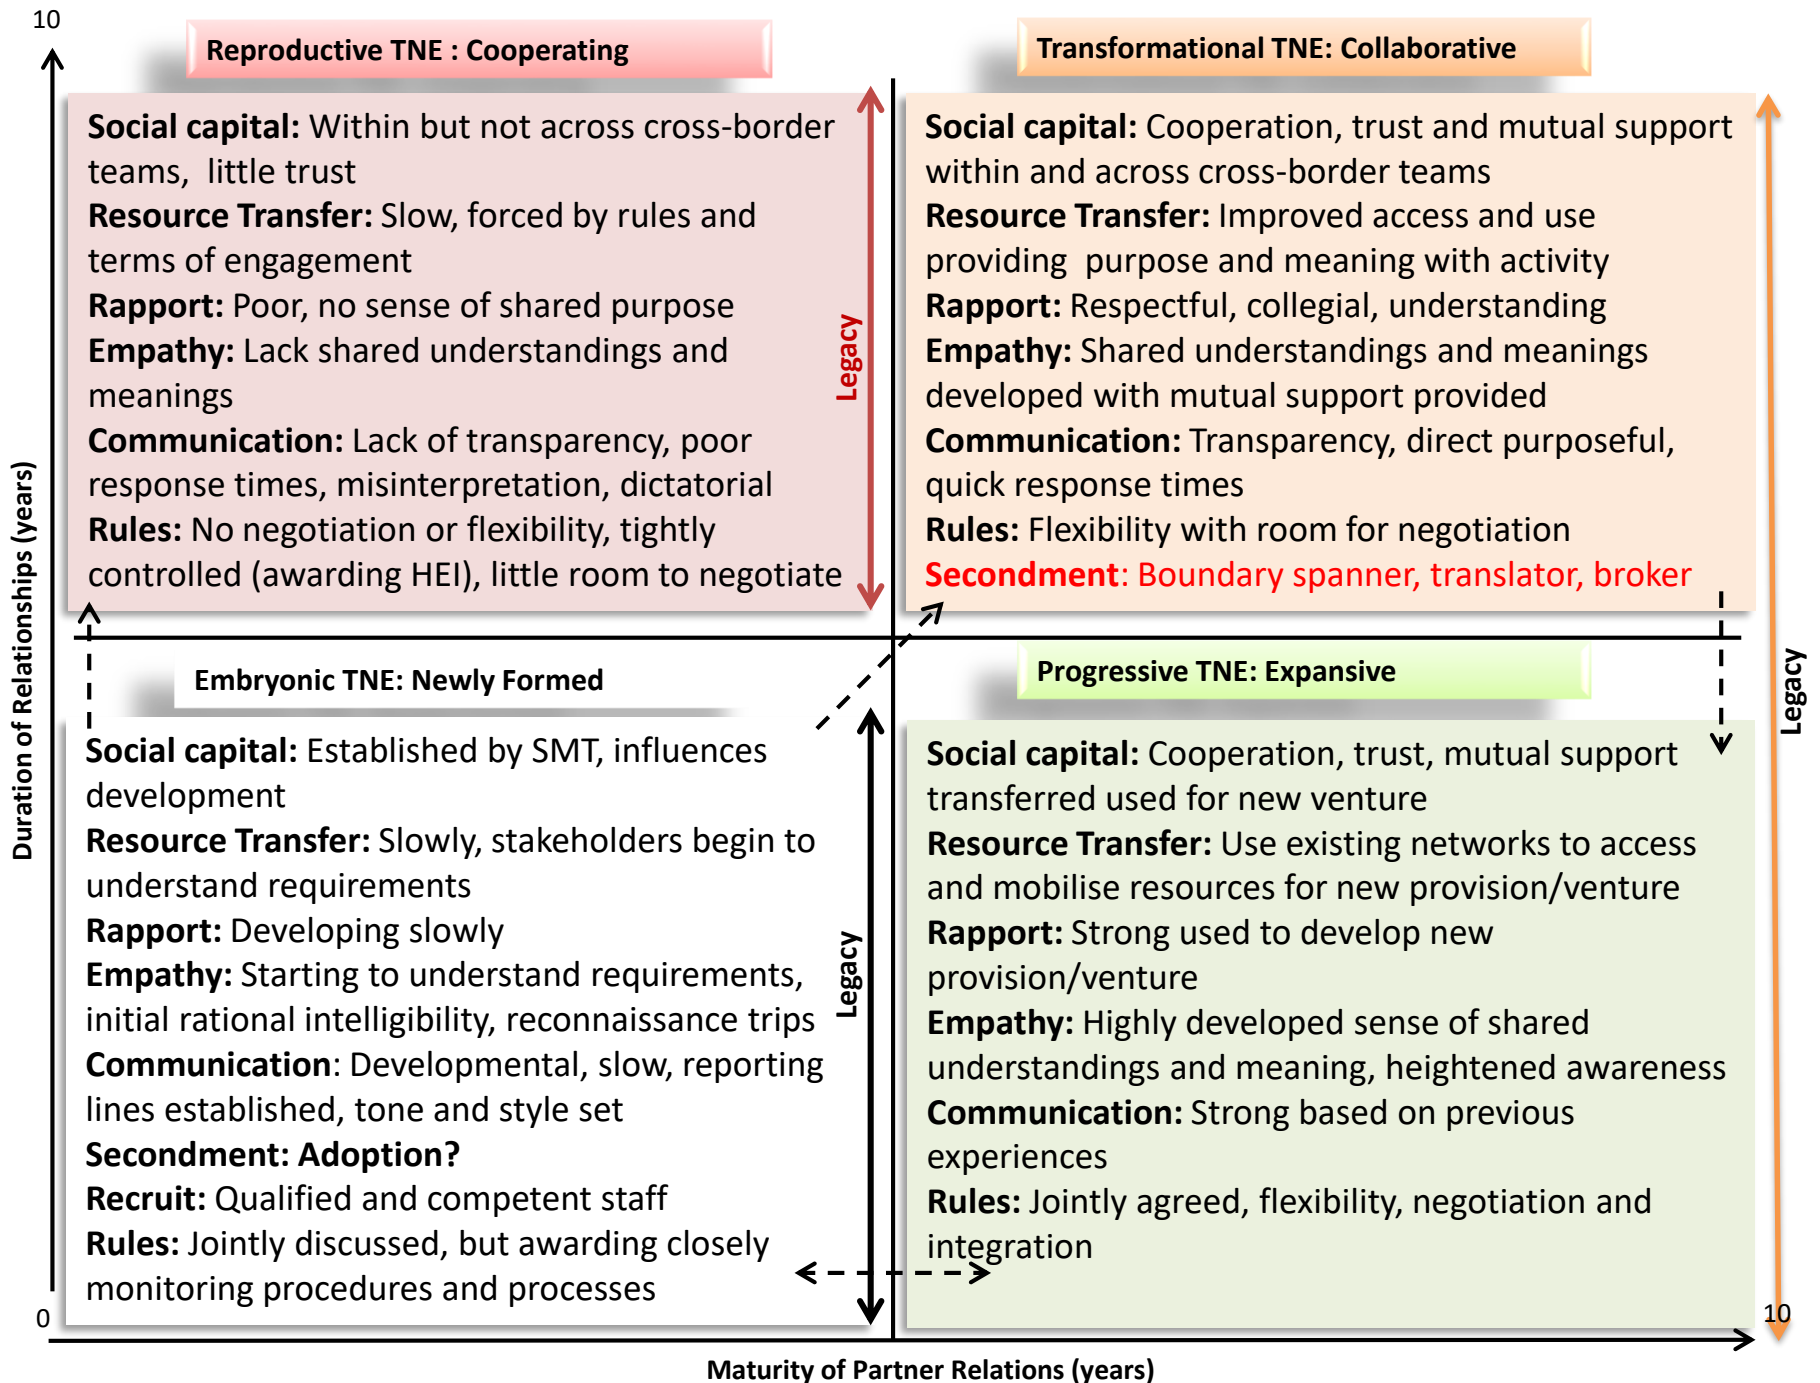 10
Reproductive TNE : Cooperating
Social capital: Within but not across cross-border
teams, little trust
Resource Transfer: Slow, forced by rules and
terms of engagement
Rapport: Poor, no sense of shared purpose
Empathy: Lack shared understandings and
meanings
Communication: Lack of transparency, poor
response times, misinterpretation, dictatorial
Rules: No negotiation or flexibility, tightly
controlled (awarding HEI), little room to negotiate
Legacy
Transformational TNE: Collaborative
Social capital: Cooperation, trust and mutual support
within and across cross-border teams
Resource Transfer: Improved access and use
providing purpose and meaning with activity
Rapport: Respectful, collegial, understanding
Empathy: Shared understandings and meanings
developed with mutual support provided
Communication: Transparency, direct purposeful,
quick response times
Rules: Flexibility with room for negotiation
Secondment: Boundary spanner, translator, broker
Legacy
Duration of Relationships (years)
Embryonic TNE: Newly Formed
Social capital: Established by SMT, influences
development
Resource Transfer: Slowly, stakeholders begin to
understand requirements
Rapport: Developing slowly
Empathy: Starting to understand requirements,
initial rational intelligibility, reconnaissance trips
Communication: Developmental, slow, reporting
lines established, tone and style set
Secondment: Adoption?
Recruit: Qualified and competent staff
Rules: Jointly discussed, but awarding closely
monitoring procedures and processes
Legacy
Progressive TNE: Expansive
Social capital: Cooperation, trust, mutual support
transferred used for new venture
Resource Transfer: Use existing networks to access
and mobilise resources for new provision/venture
Rapport: Strong used to develop new
provision/venture
Empathy: Highly developed sense of shared
understandings and meaning, heightened awareness
Communication: Strong based on previous
experiences
Rules: Jointly agreed, flexibility, negotiation and
integration
0
10
Maturity of Partner Relations (years)